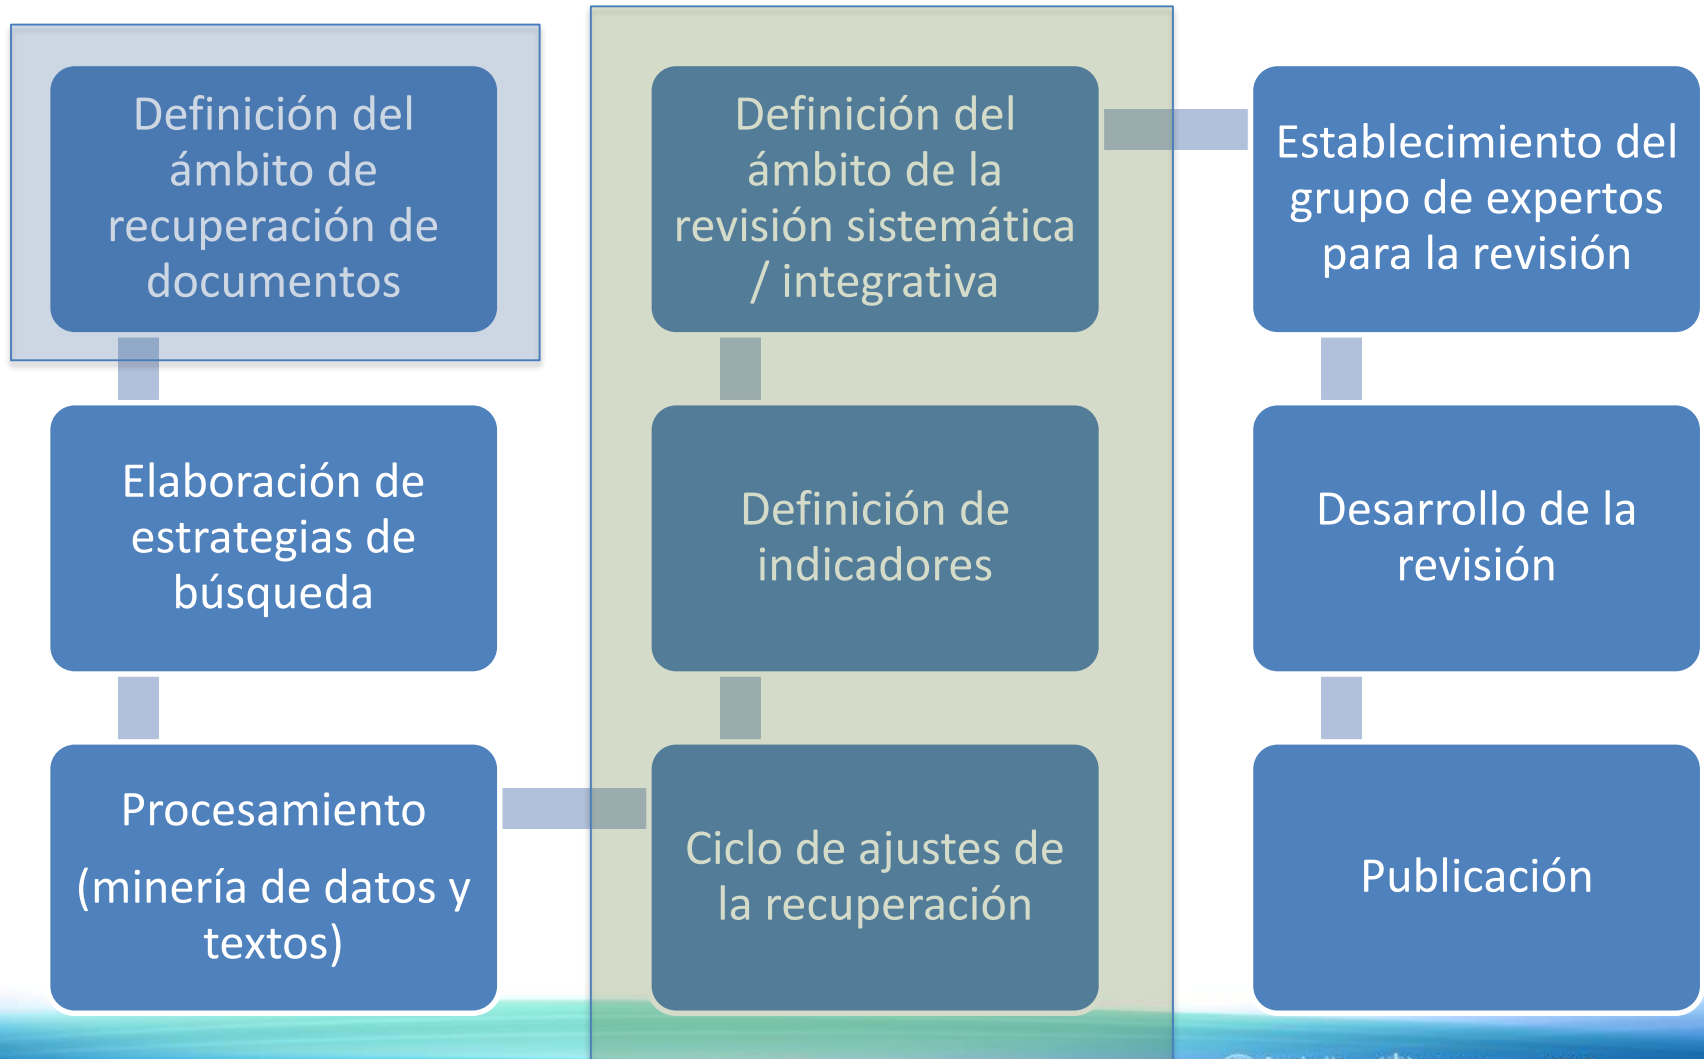 Definición del
ámbito de
recuperación de
documentos
Elaboración de
estrategias de
búsqueda
Procesamiento
(minería de datos y
textos)
Definición del
ámbito de la
revisión sistemática
/ integrativa
Definición de
indicadores
Ciclo de ajustes de
la recuperación
Establecimiento del
grupo de expertos
para la revisión
Desarrollo de la
revisión
Publicación